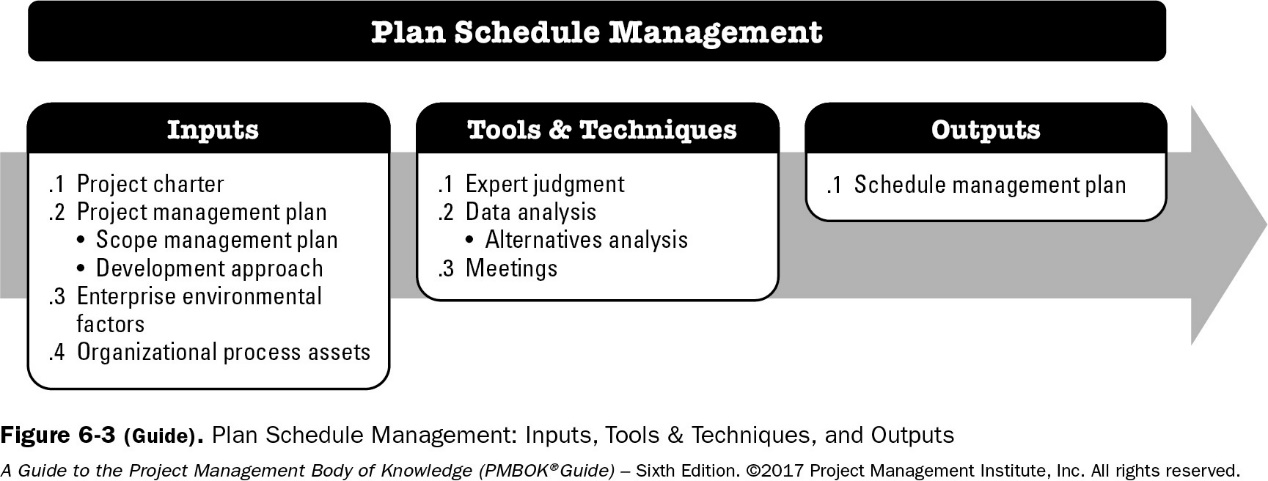 Plan Schedule Management
Inputs
.1 Project charter
.2 Project management plan
• Scope management plan
• Development approach
.3 Enterprise environmental
factors
.4 Organizational process assets
Tools & Techniques
.1 Expert judgment
.2 Data analysis
• Alternatives analysis
.3 Meetings
Outputs
.1 Schedule management plan
Figure 6-3 (Guide). Plan Schedule Management: Inputs, Tools & Techniques, and Outputs
A Guide to the Project Management Body of Knowledge (PMBOK®Guide) – Sixth Edition. ©2017 Project Management Institute, Inc. All rights reserved.